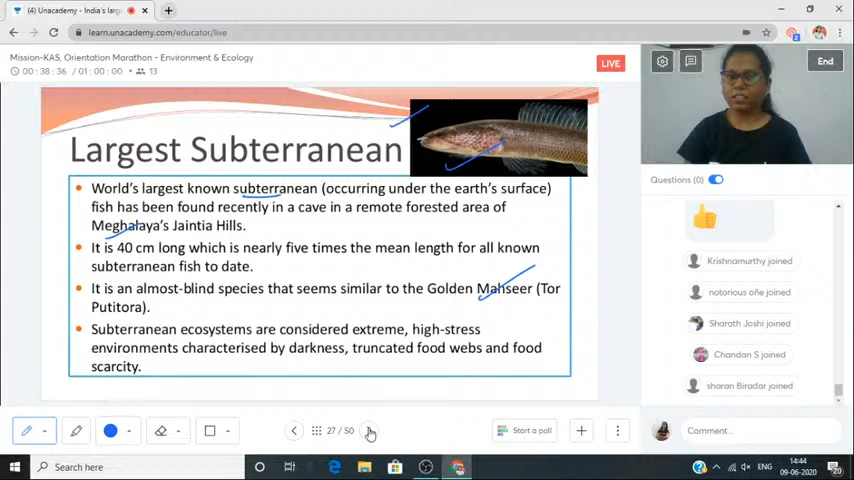 (4) Unacademy - India's larg
learn.unacademy.com/educator/live
Mission-KAS, Orientation Marathon - Environment & Ecology
00 : 38 : 36 / 01 : 00 : 00 • 13
LIVE
End
Largest Subterranean
• World's largest known subterranean (occurring under the earth's surface)
fish has been found recently in a cave in a remote forested area of
Meghalaya's Jaintia Hills.
• It is 40 cm long which is nearly five times the mean length for all known
subterranean fish to date.
• It is an almost-blind species that seems similar to the Golden Mahseer (Tor
Putitora).
• Subterranean ecosystems are considered extreme, high-stress
environments characterised by darkness, truncated food webs and food
scarcity.
Questions (0)
Krishnamurthy joined
notorious oñe joined
Sharath Joshi joined
Chandan S joined
sharan Biradar joined
27 / 50
Start a poll
Comment...
Search here
ENG
14:44
09-06-2020
20